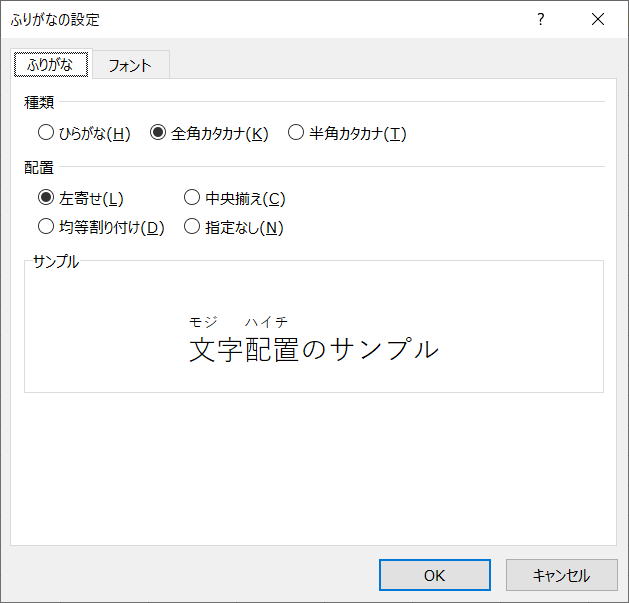 ふりがなの設定 ?
ふりがな フォント
種類
ひらがな(H) 全角カタカナ(K) 半角カタカナ(T)
配置
左寄せ(L) 中央揃え(C)
均等割り付け(D) 指定なし(N)
サンプル
モジ ハイチ
文字配置のサンプル
OK キャンセル